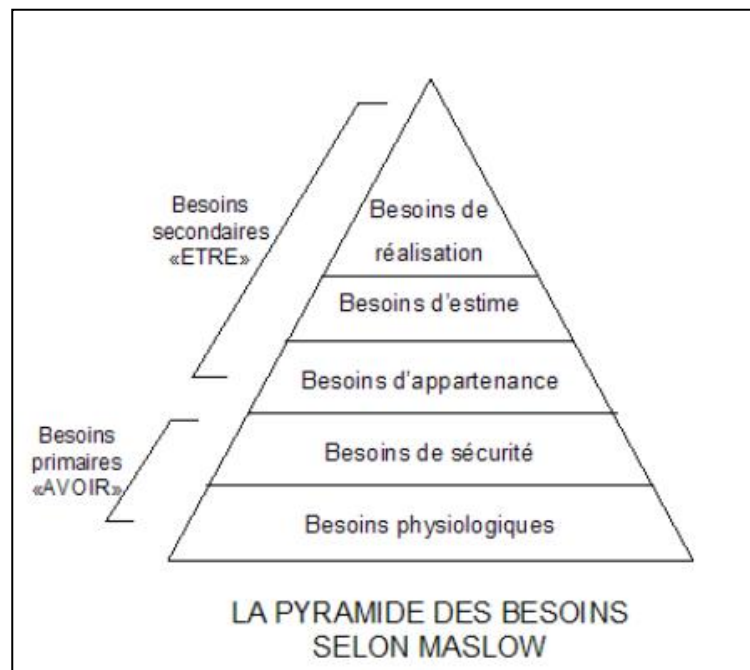 Besoins de
réalisation
Besoins
secondaires
«ETRE»
Besoins d'estime
Besoins d'appartenance
Besoins
primaires
«AVOIR»
Besoins de sécurité
Besoins physiologiques
LA PYRAMIDE DES BESOINS
SELON MASLOW